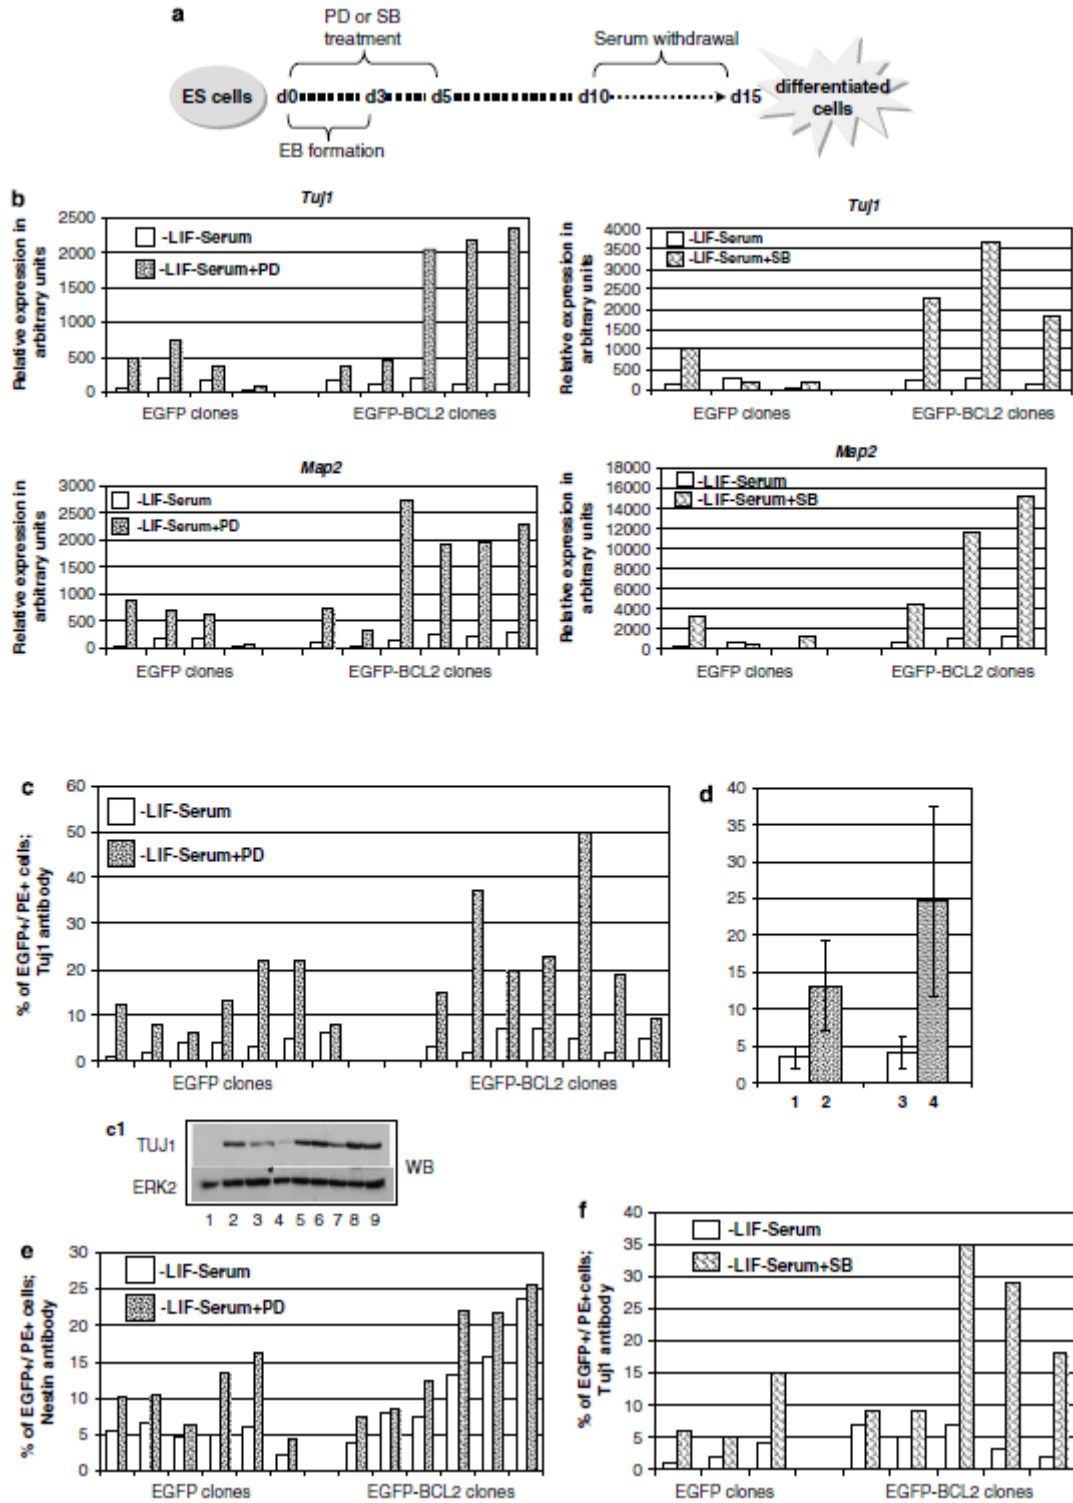 a
PD or SB
treatment
Serum withdrawal
ES cells
d0
d3
d5
d10
d15
differentiated
cells
EB formation
b
Tuj1
Relative expression in
arbitrary units
2500
2000
1500
1000
500
0
-LIF-Serum
-LIF-Serum+PD
EGFP clones
EGFP-BCL2 clones
Tuj1
Relative expression in
arbitrary units
4000
3500
3000
2500
2000
1500
1000
500
0
-LIF-Serum
-LIF-Serum+SB
EGFP clones
EGFP-BCL2 clones
Map2
Relative expression in
arbitrary units
3000
2500
2000
1500
1000
500
0
-LIF-Serum
-LIF-Serum+PD
EGFP clones
EGFP-BCL2 clones
Map2
Relative expression in
arbitrary units
18000
16000
14000
12000
10000
8000
6000
4000
2000
0
-LIF-Serum
-LIF-Serum+SB
EGFP clones
EGFP-BCL2 clones
c
% of EGFP+/ PE+ cells;
Tuj1 antibody
60
50
40
30
20
10
0
-LIF-Serum
-LIF-Serum+PD
EGFP clones
EGFP-BCL2 clones
d
40
35
30
25
20
15
10
5
0
1 2 3 4
c1
TUJ1
ERK2
WB
1 2 3 4 5 6 7 8 9
e
% of EGFP+/ PE+ cells;
Nestin antibody
30
25
20
15
10
5
0
-LIF-Serum
-LIF-Serum+PD
EGFP clones
EGFP-BCL2 clones
f
% of EGFP+/ PE+cells;
Tuj1 antibody
40
35
30
25
20
15
10
5
0
-LIF-Serum
-LIF-Serum+SB
EGFP clones
EGFP-BCL2 clones